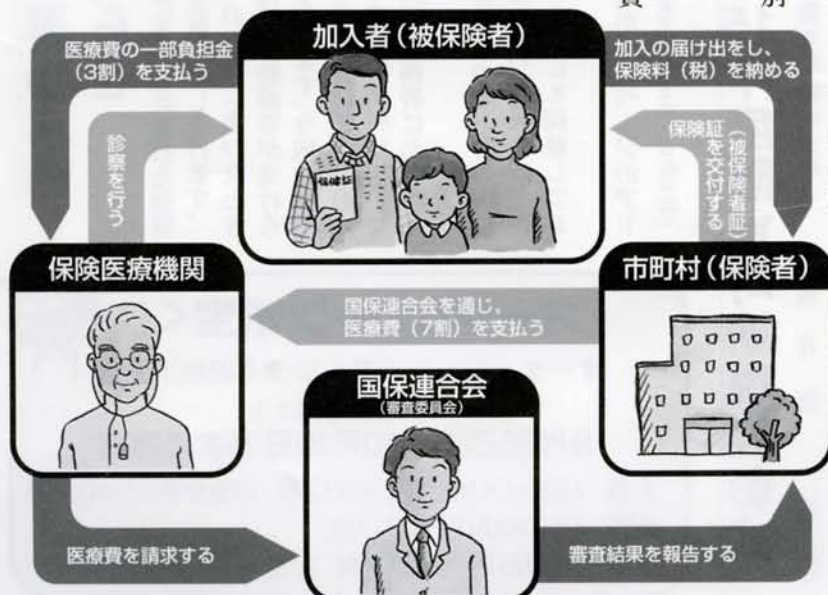 費 別
加入者（被保険者）
医療費の一部負担金
（3割）を支払う
加入の届け出をし、
保険料（税）を納める
診察を行う
保険証
（被保険者証）
を交付する
保険証
保険医療機関
市町村（保険者）
国保連合会を通じ、
医療費（7割）を支払う
国保連合会
（審査委員会）
医療費を請求する
審査結果を報告する